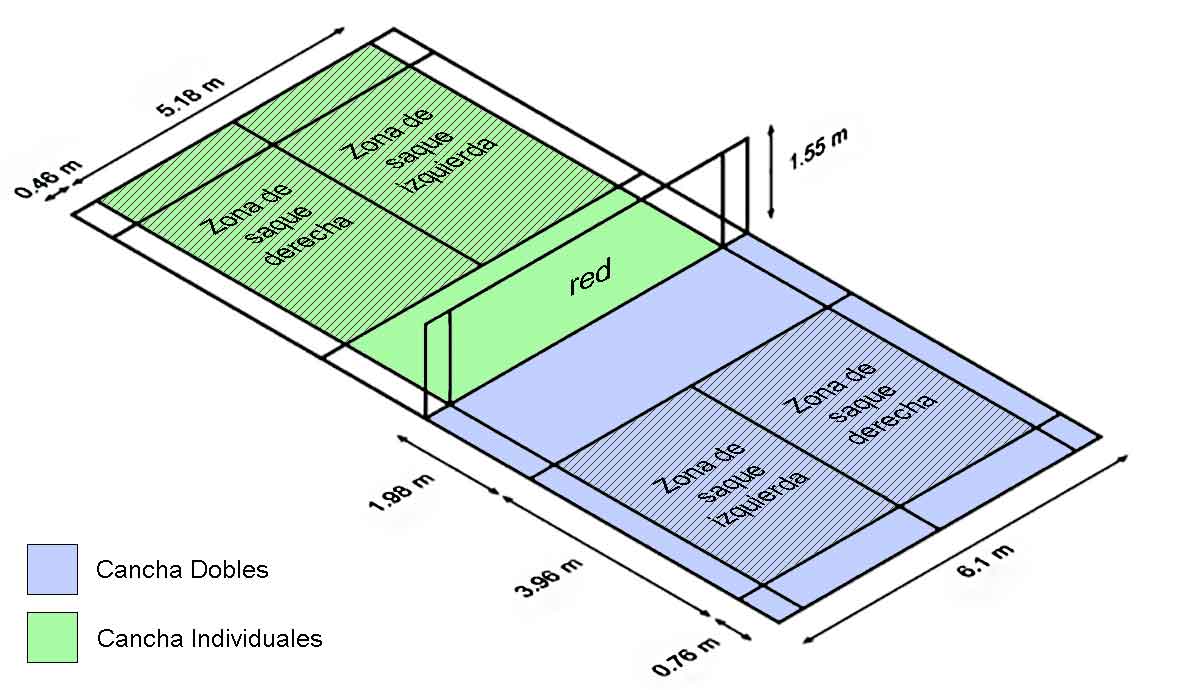 5.18 m
0.46 m
1.55 m
Zona de
saque
izquierda
Zona de
saque
derecha
red
Zona de
saque
derecha
Zona de
saque
izquierda
1.98 m
3.96 m
0.76 m
6.1 m
Cancha Dobles
Cancha Individuales